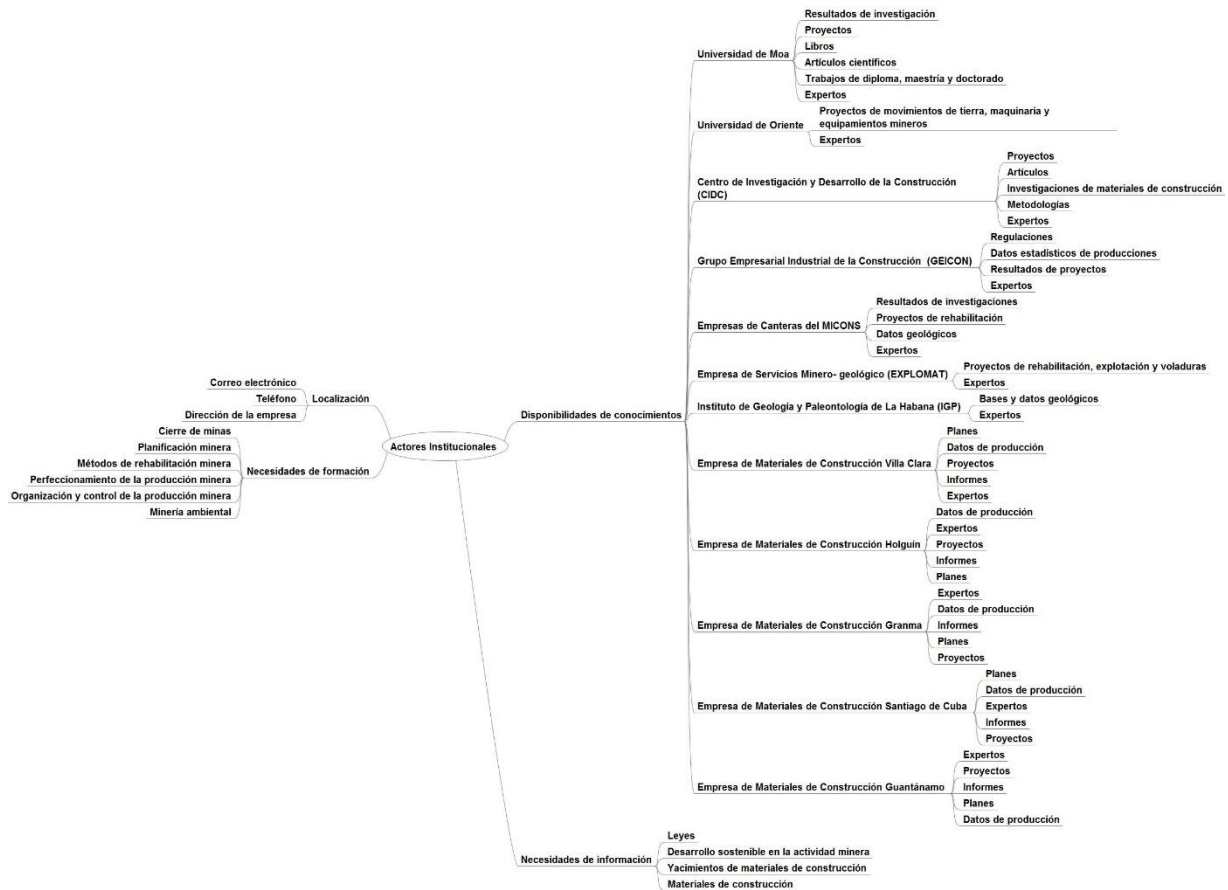 Actores Institucionales
Localización
Correo electrónico
Teléfono
Dirección de la empresa
Necesidades de formación
Cierre de minas
Planificación minera
Métodos de rehabilitación minera
Perfeccionamiento de la producción minera
Organización y control de la producción minera
Minería ambiental
Disponibilidades de conocimientos
Universidad de Moa
Resultados de investigación
Proyectos
Libros
Artículos científicos
Trabajos de diploma, maestría y doctorado
Expertos
Universidad de Oriente
Proyectos de movimientos de tierra, maquinaria y
equipamientos mineros
Expertos
Centro de Investigación y Desarrollo de la Construcción
(CIDC)
Proyectos
Artículos
Investigaciones de materiales de construcción
Metodologías
Expertos
Grupo Empresarial Industrial de la Construcción (GEICON)
Regulaciones
Datos estadísticos de producciones
Resultados de proyectos
Expertos
Empresas de Canteras del MICONS
Resultados de investigaciones
Proyectos de rehabilitación
Datos geológicos
Expertos
Empresa de Servicios Minero- geológico (EXPLOMAT)
Proyectos de rehabilitación, explotación y voladuras
Expertos
Instituto de Geología y Paleontología de La Habana (IGP)
Bases y datos geológicos
Expertos
Empresa de Materiales de Construcción Villa Clara
Planes
Datos de producción
Proyectos
Informes
Expertos
Empresa de Materiales de Construcción Holguín
Datos de producción
Expertos
Proyectos
Informes
Planes
Empresa de Materiales de Construcción Granma
Expertos
Datos de producción
Informes
Planes
Proyectos
Empresa de Materiales de Construcción Santiago de Cuba
Planes
Datos de producción
Expertos
Informes
Proyectos
Empresa de Materiales de Construcción Guantánamo
Expertos
Proyectos
Informes
Planes
Datos de producción
Necesidades de información
Leyes
Desarrollo sostenible en la actividad minera
Yacimientos de materiales de construcción
Materiales de construcción